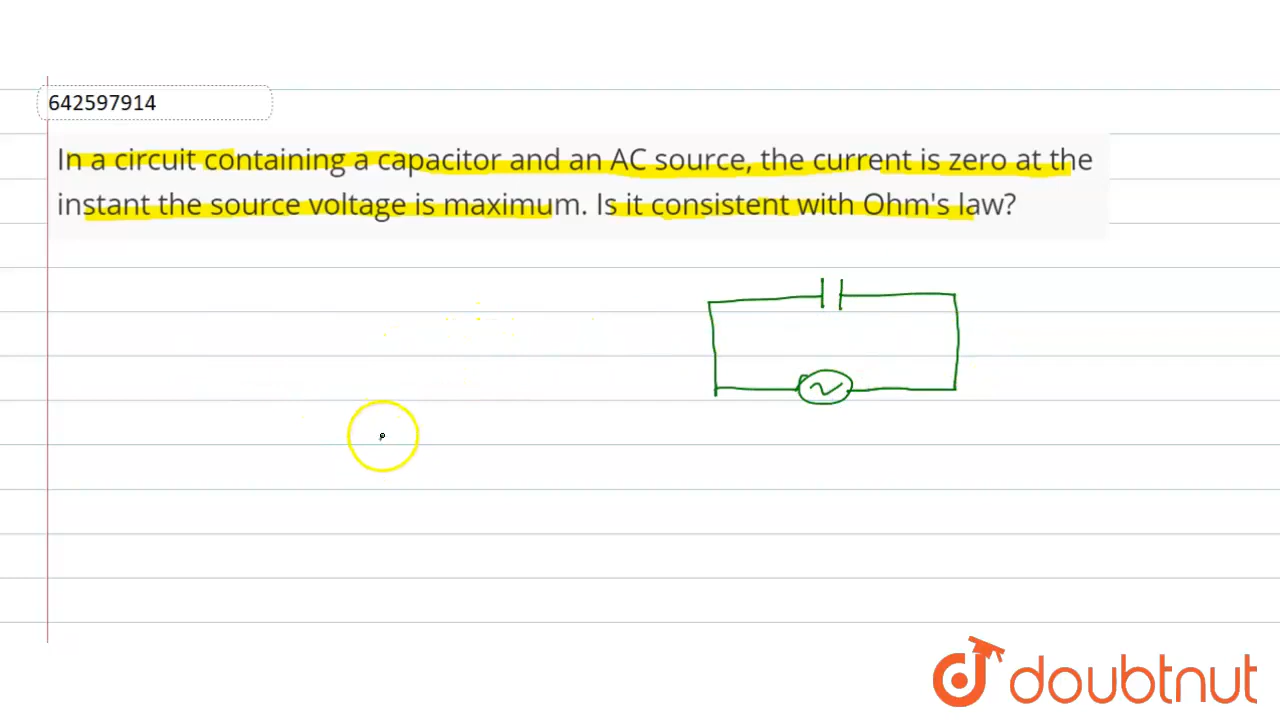 642597914
In a circuit containing a capacitor and an AC source, the current is zero at the
instant the source voltage is maximum. Is it consistent with Ohm's law?
doubtnut